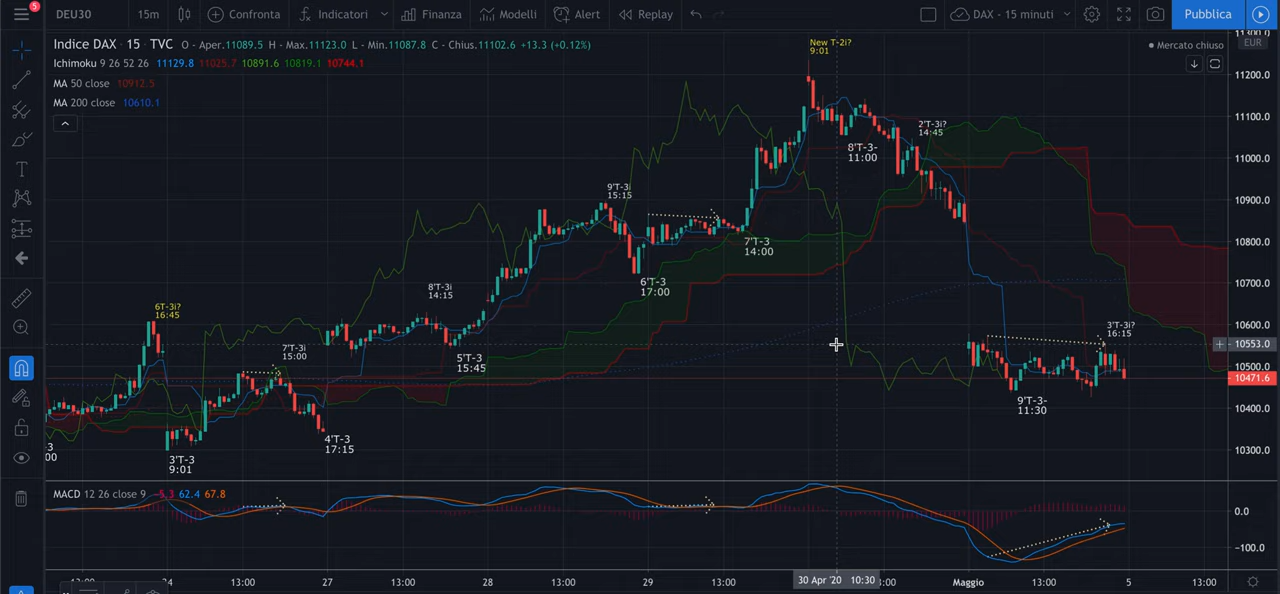 5
DEU30
15m
Confronta
Indicatori
Finanza
Modelli
Alert
Replay
DAX - 15 minuti
Pubblica
Indice DAX · 15 · TVC O - Aper.11089.5 H - Max.11123.0 L - Min.11087.8 C - Chius.11102.6 +13.3 (+0.12%)
Ichimoku 9 26 52 26 11129.8 11025.7 10891.6 10819.1 10744.1
MA 50 close 10912.5
MA 200 close 10610.1
Mercato chiuso
EUR
11300.0
11200.0
11100.0
11000.0
10900.0
10800.0
10700.0
10600.0
10553.0
10500.0
10471.6
10400.0
10300.0
New T-2i?
9:01
2'T-3i?
14:45
8'T-3-
11:00
9'T-3i
15:15
7'T-3
14:00
6'T-3
17:00
8'T-3i
14:15
6T-3i?
16:45
7'T-3i
15:00
5'T-3
15:45
3'T-3i?
16:15
9'T-3-
11:30
4'T-3
17:15
3'T-3
9:01
MACD 12 26 close 9 -5.3 62.4 67.8
0.0
-100.0
24
13:00
27
13:00
28
13:00
29
13:00
30 Apr '20 10:30
Maggio
13:00
5
13:00